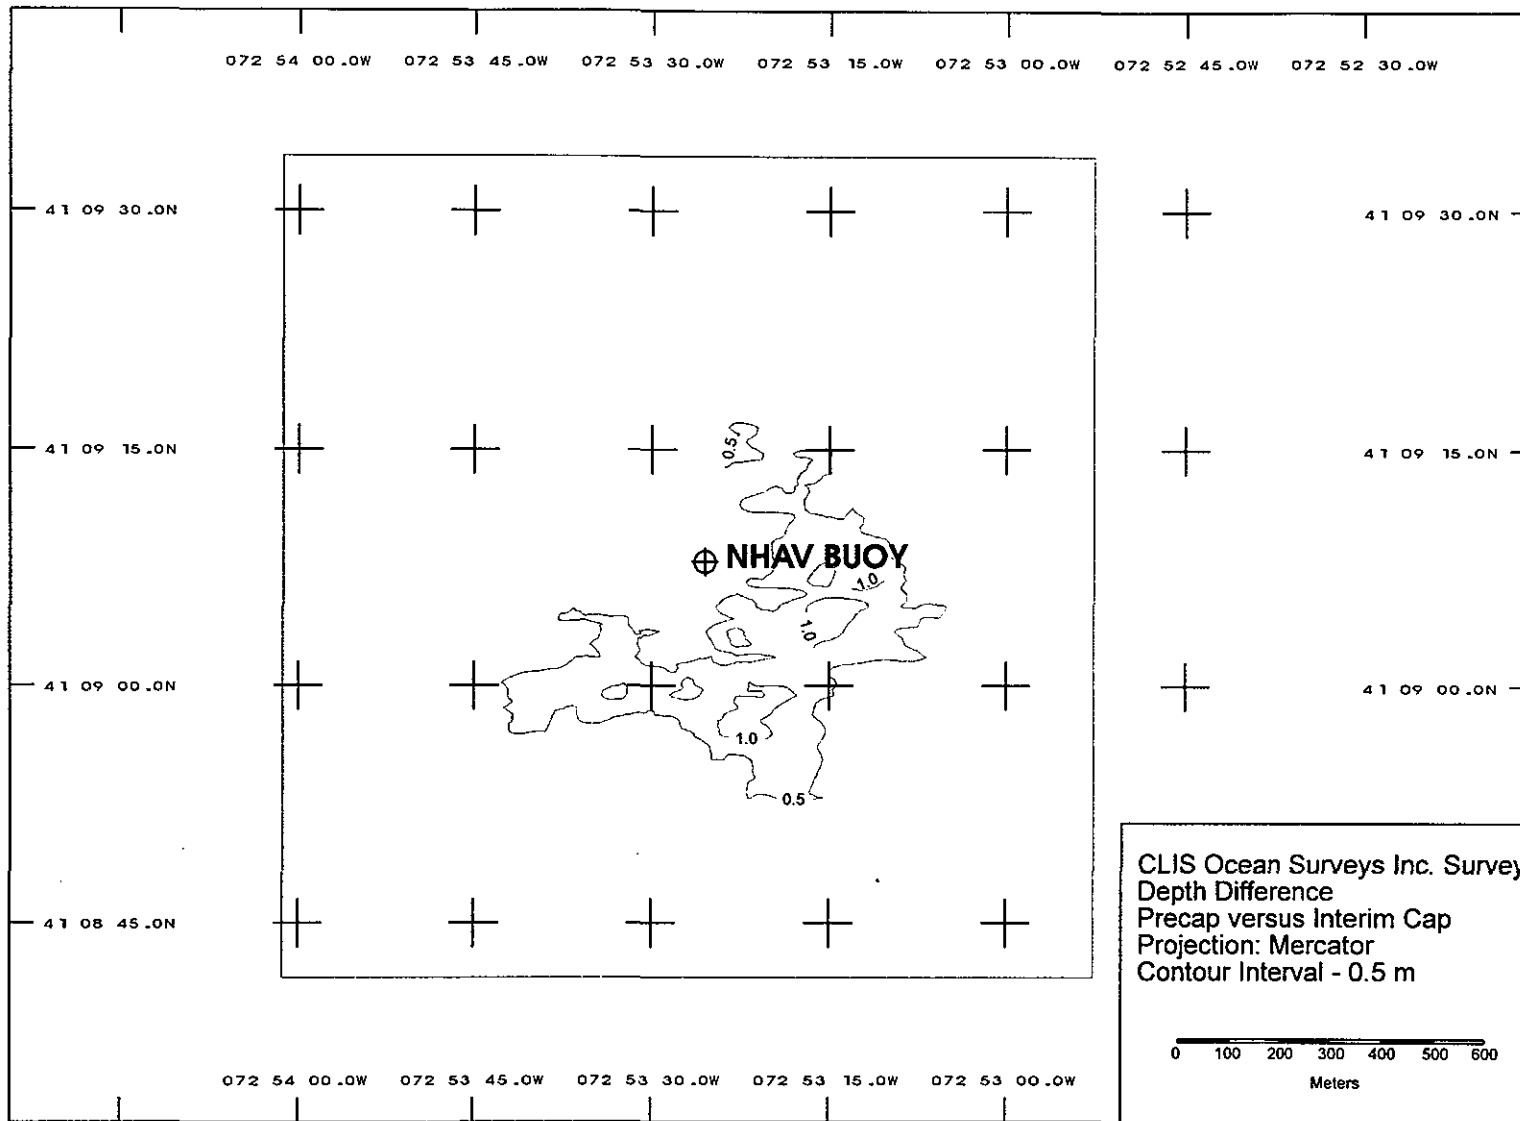 072 54 00.0W 072 53 45.0W 072 53 30.0W 072 53 15.0W 072 53 00.0W 072 52 45.0W 072 52 30.0W
41 09 30.0N 41 09 30.0N
0.5
41 09 15.0N 41 09 15.0N
NHAV BUOY
1.0
1.0
41 09 00.0N 41 09 00.0N
1.0
0.5
41 08 45.0N
CLIS Ocean Surveys Inc. Survey
Depth Difference
Precap versus Interim Cap
Projection: Mercator
Contour Interval - 0.5 m
0 100 200 300 400 500 600
Meters
072 54 00.0W 072 53 45.0W 072 53 30.0W 072 53 15.0W 072 53 00.0W